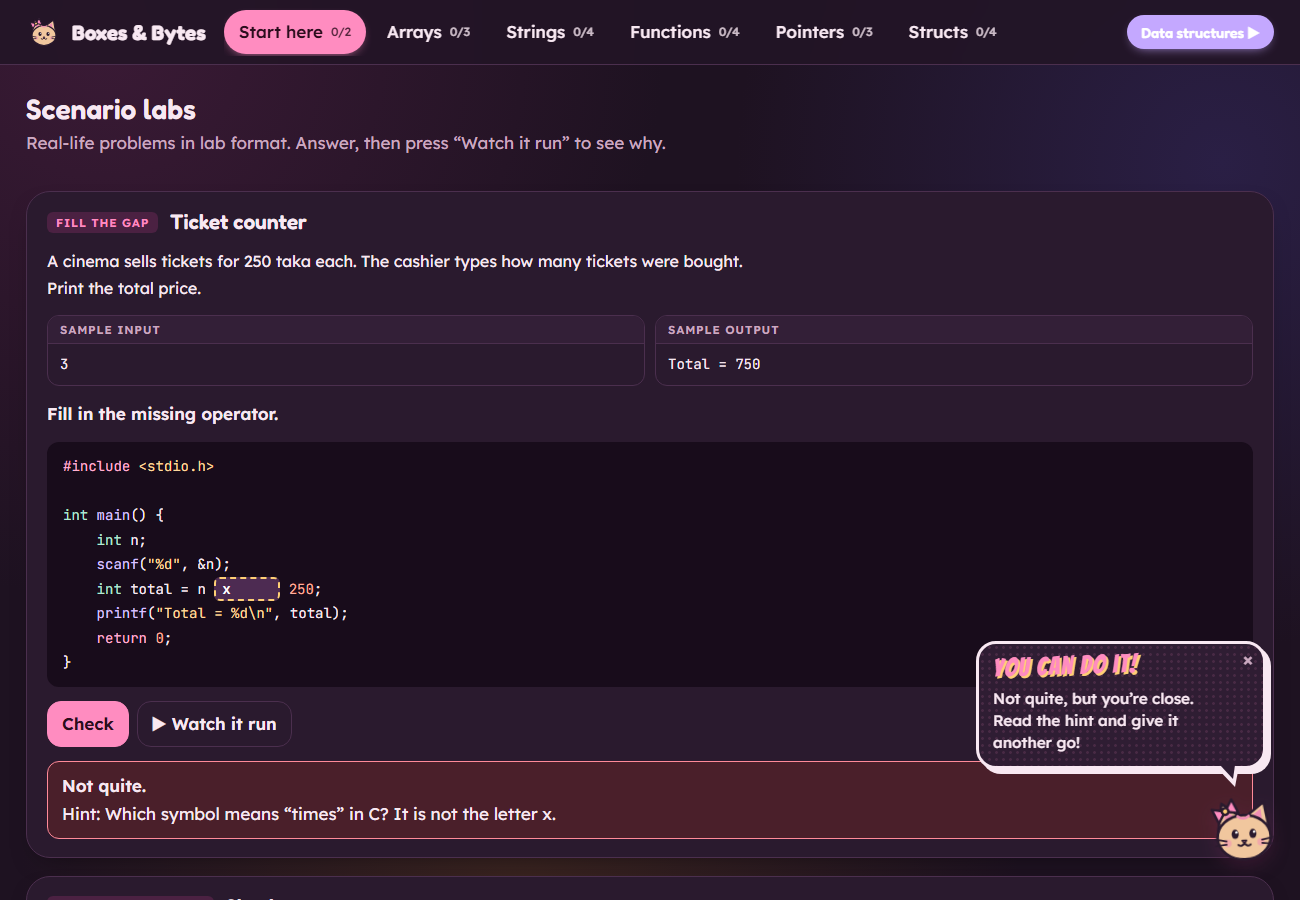 Boxes & Bytes
Start here 0/2
Arrays 0/3
Strings 0/4
Functions 0/4
Pointers 0/3
Structs 0/4
Data structures ▶
Scenario labs
Real-life problems in lab format. Answer, then press “Watch it run” to see why.
FILL THE GAP
Ticket counter
A cinema sells tickets for 250 taka each. The cashier types how many tickets were bought.
Print the total price.
SAMPLE INPUT
3
SAMPLE OUTPUT
Total = 750
Fill in the missing operator.
#include <stdio.h>
int main() {
    int n;
    scanf("%d", &n);
    int total = n x 250;
    printf("Total = %d\n", total);
    return 0;
}
Check
▶ Watch it run
YOU CAN DO IT!
×
Not quite, but you’re close.
Read the hint and give it
another go!
Not quite.
Hint: Which symbol means “times” in C? It is not the letter x.